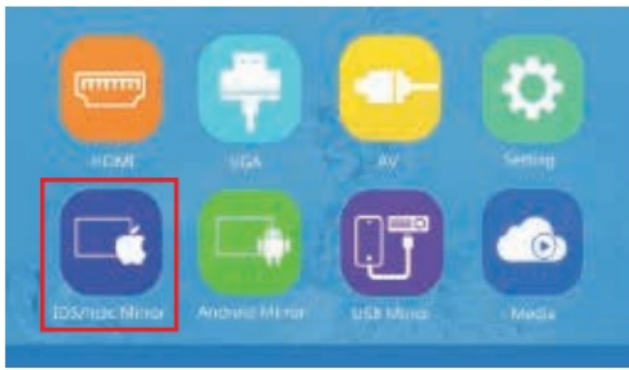 HDMI VGA AV Setting
IOS/mac Mirror Android Mirror USB Mirror Media